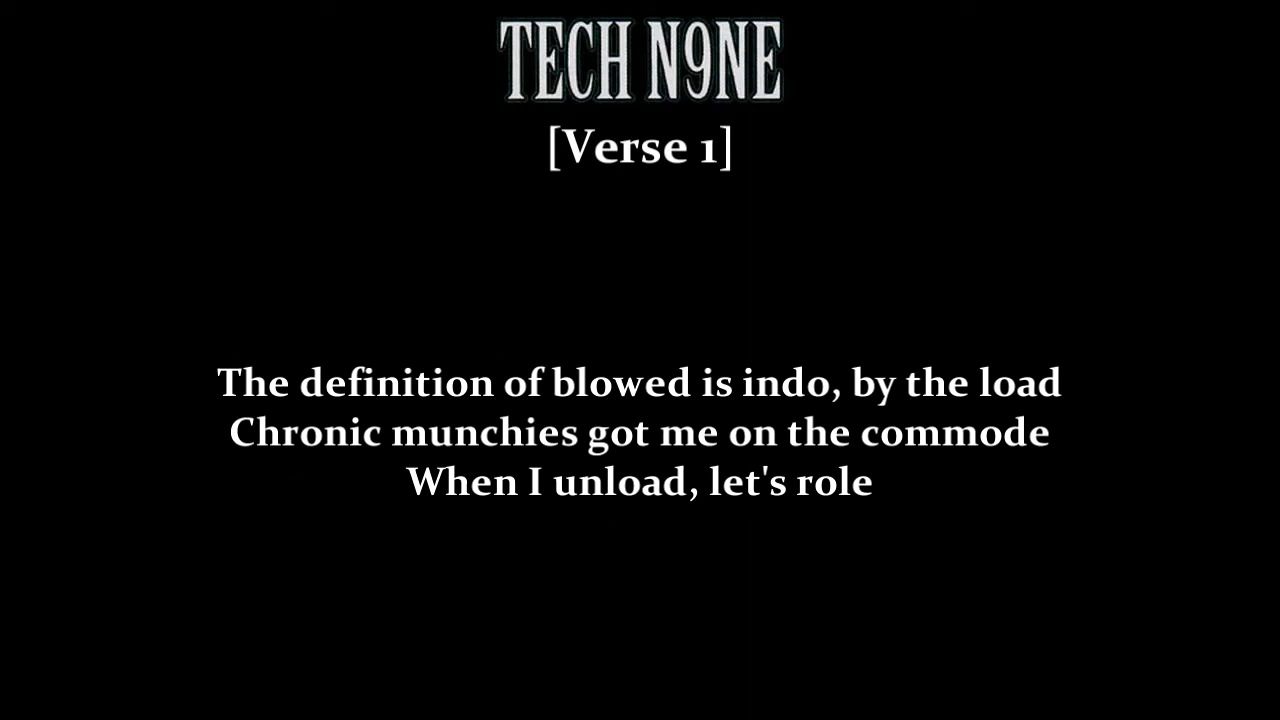 TECH N9NE
[Verse 1]
The definition of blowed is indo, by the load
Chronic munchies got me on the commode
When I unload, let's role